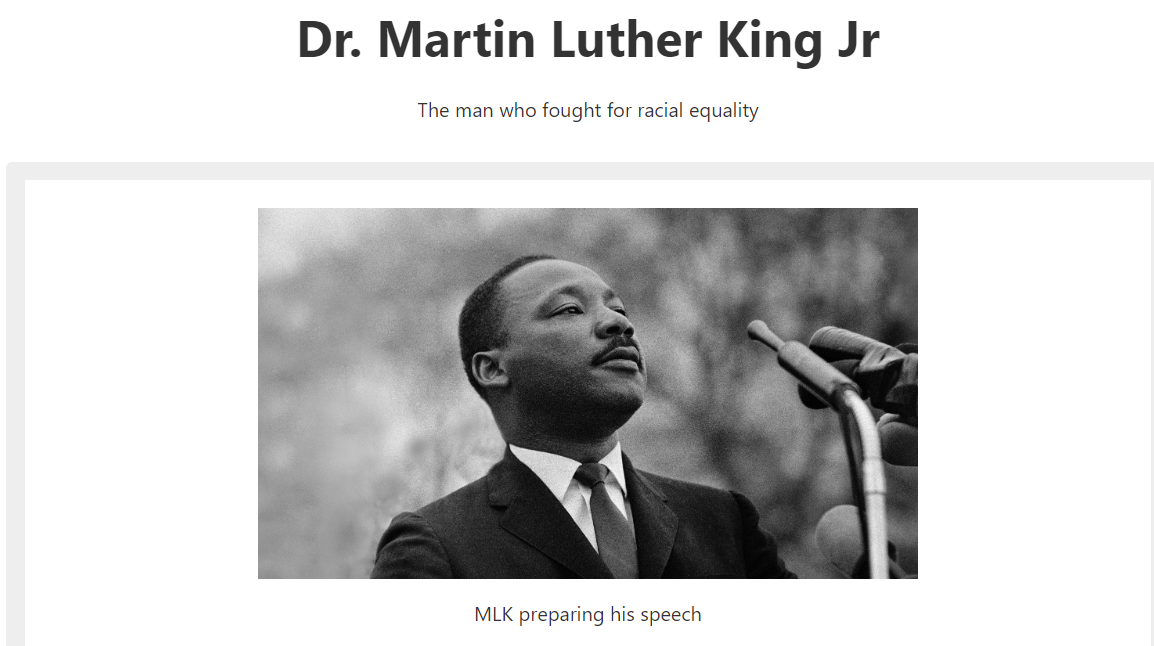 Dr. Martin Luther King Jr
The man who fought for racial equality
MLK preparing his speech